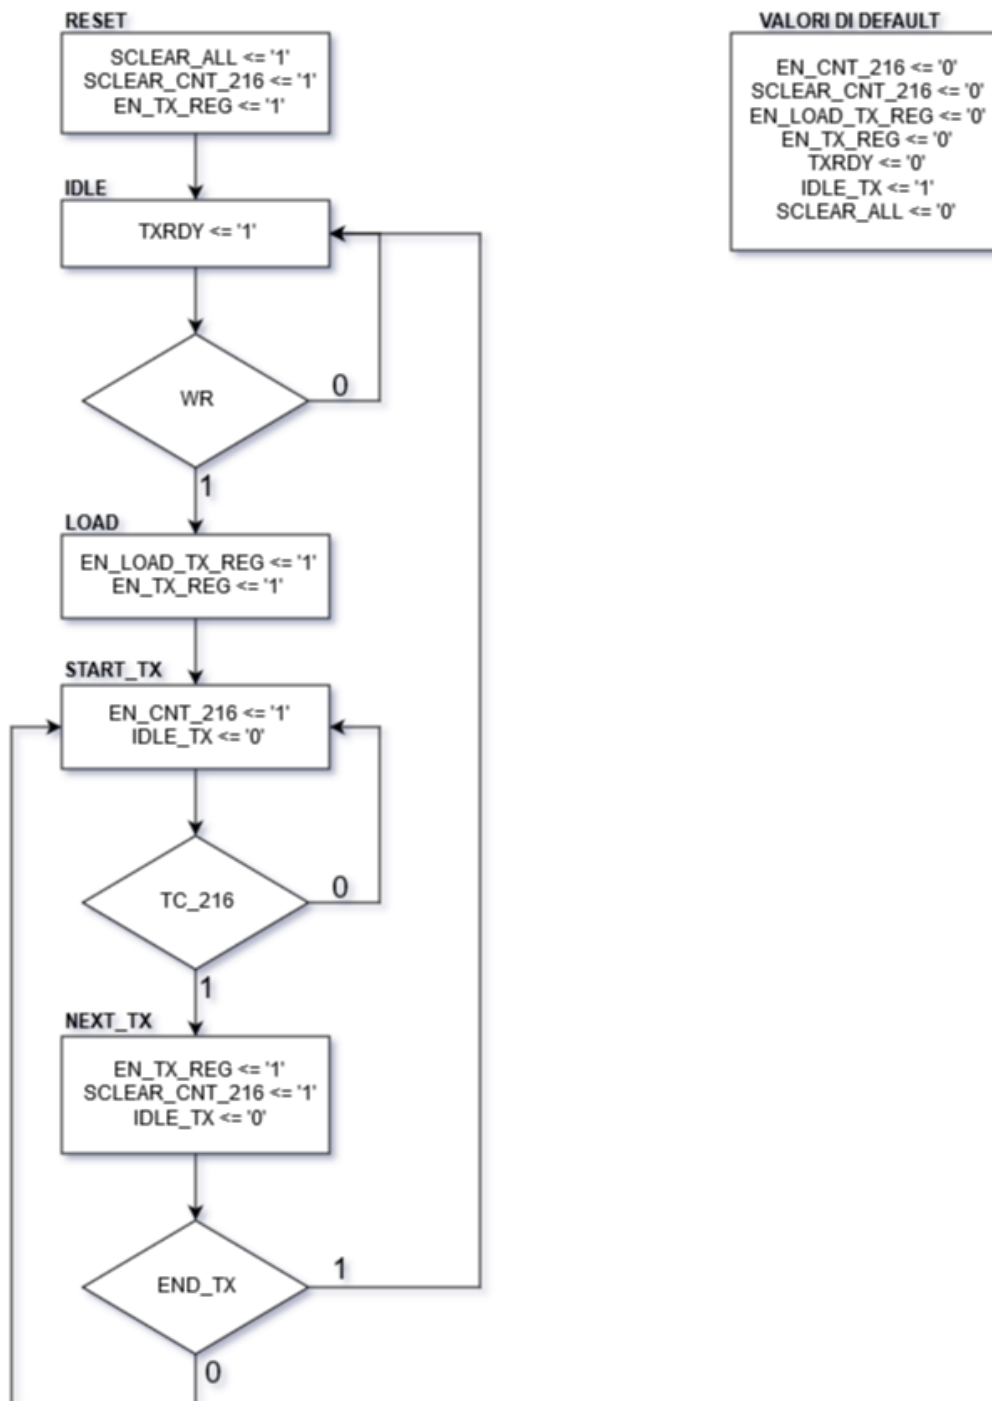 RESET
SCLEAR_ALL <= '1'
SCLEAR_CNT_216 <= '1'
EN_TX_REG <= '1'
IDLE
TXRDY <= '1'
WR
0
1
LOAD
EN_LOAD_TX_REG <= '1'
EN_TX_REG <= '1'
START_TX
EN_CNT_216 <= '1'
IDLE_TX <= '0'
TC_216
0
1
NEXT_TX
EN_TX_REG <= '1'
SCLEAR_CNT_216 <= '1'
IDLE_TX <= '0'
END_TX
1
0
VALORI DI DEFAULT
EN_CNT_216 <= '0'
SCLEAR_CNT_216 <= '0'
EN_LOAD_TX_REG <= '0'
EN_TX_REG <= '0'
TXRDY <= '0'
IDLE_TX <= '1'
SCLEAR_ALL <= '0'